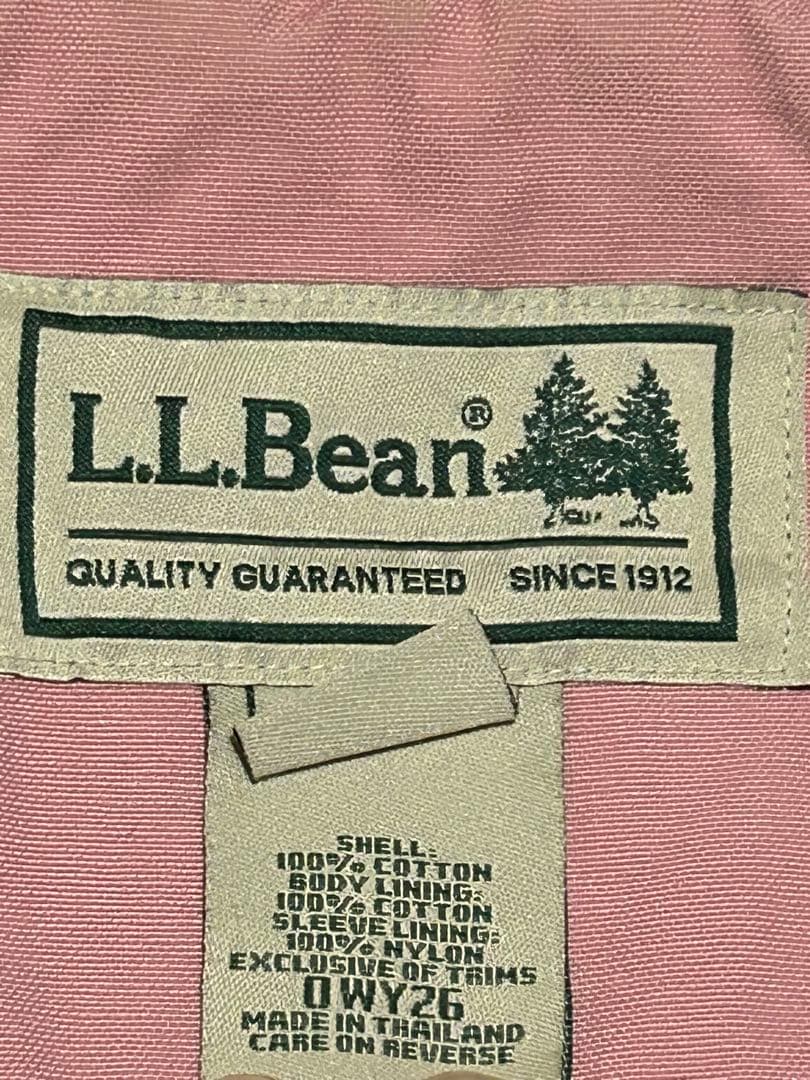 L.L.Bean®
QUALITY GUARANTEED SINCE 1912
SHELL:
100% COTTON
BODY LINING:
100% COTTON
SLEEVE LINING:
100% NYLON
EXCLUSIVE OF TRIMS
0WY26
MADE IN THAILAND
CARE ON REVERSE